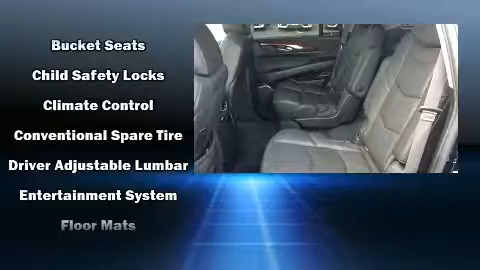 Bucket Seats
Child Safety Locks
Climate Control
Conventional Spare Tire
Driver Adjustable Lumbar
Entertainment System
Floor Mats